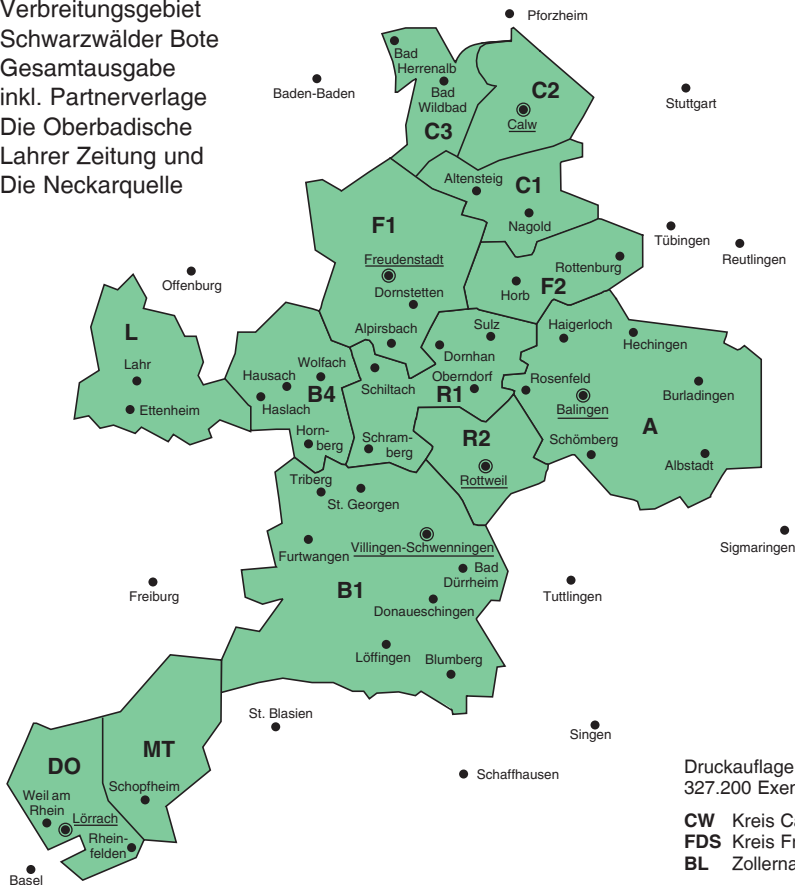 Verbreitungsgebiet
Schwarzwälder Bote
Gesamtausgabe
inkl. Partnerverlage
Die Oberbadische
Lahrer Zeitung und
Die Neckarquelle
Pforzheim
Bad
Herrenalb
Bad
Wildbad
C2
Baden-Baden
Stuttgart
Calw
C3
Altensteig
C1
Nagold
F1
Tübingen
Reutlingen
Freudenstadt
Rottenburg
Offenburg
Dornstetten
Horb
F2
L
Alpirsbach
Sulz
Haigerloch
Hechingen
Lahr
Wolfach
Dornhan
Hausach
Schiltach
Oberndorf
Rosenfeld
B4
R1
Burladingen
Haslach
Ettenheim
Balingen
A
Horn-
berg
Schram-
berg
R2
Schömberg
Albstadt
Rottweil
Triberg
St. Georgen
Villingen-Schwenningen
Sigmaringen
Furtwangen
Bad
Dürrheim
Freiburg
B1
Tuttlingen
Donaueschingen
Löffingen
Blumberg
St. Blasien
Singen
MT
DO
Schaffhausen
Schopfheim
Weil am
Rhein
Lörrach
Rhein-
felden
Basel
Druckauflage
327.200
CW Kreis
FDS Kreis
BL